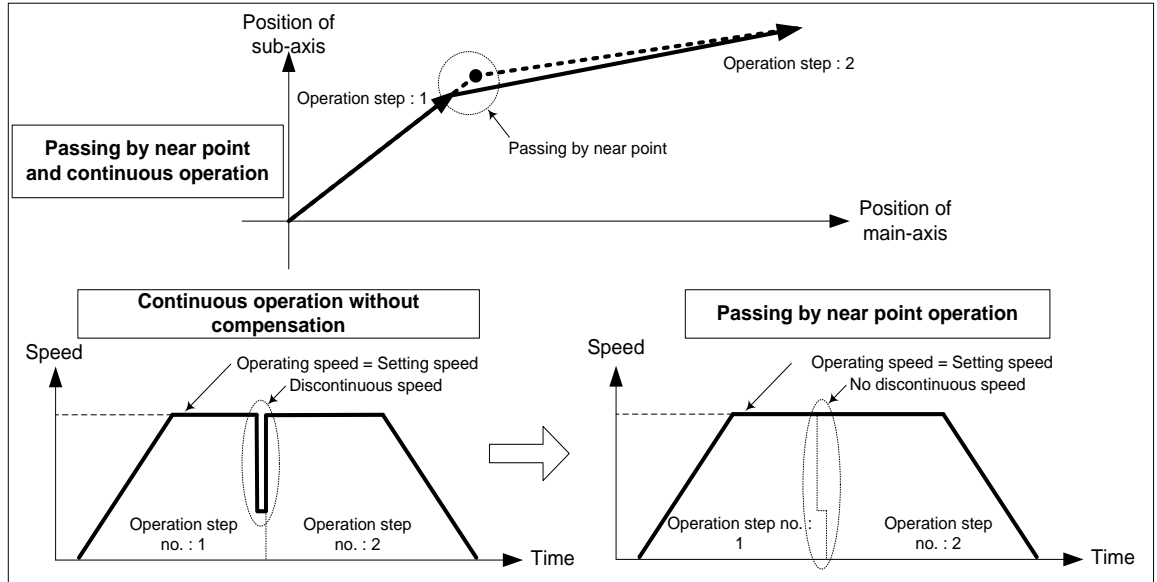 Position of
sub-axis
Operation step : 1
Operation step : 2
Passing by near point
Passing by near point
and continuous operation
Position of
main-axis
Continuous operation without
compensation
Speed
Operating speed = Setting speed
Discontinuous speed
Operation step
no. : 1
Operation step
no. : 2
Time
Passing by near point operation
Speed
Operating speed = Setting speed
No discontinuous speed
Operation step no. :
1
Operation step
no. : 2
Time